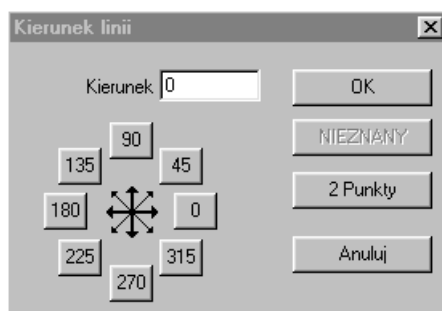 Kierunek linii
Kierunek 0
OK
90
NIEZNANY
135
45
2 Punkty
180
0
225
315
Anuluj
270